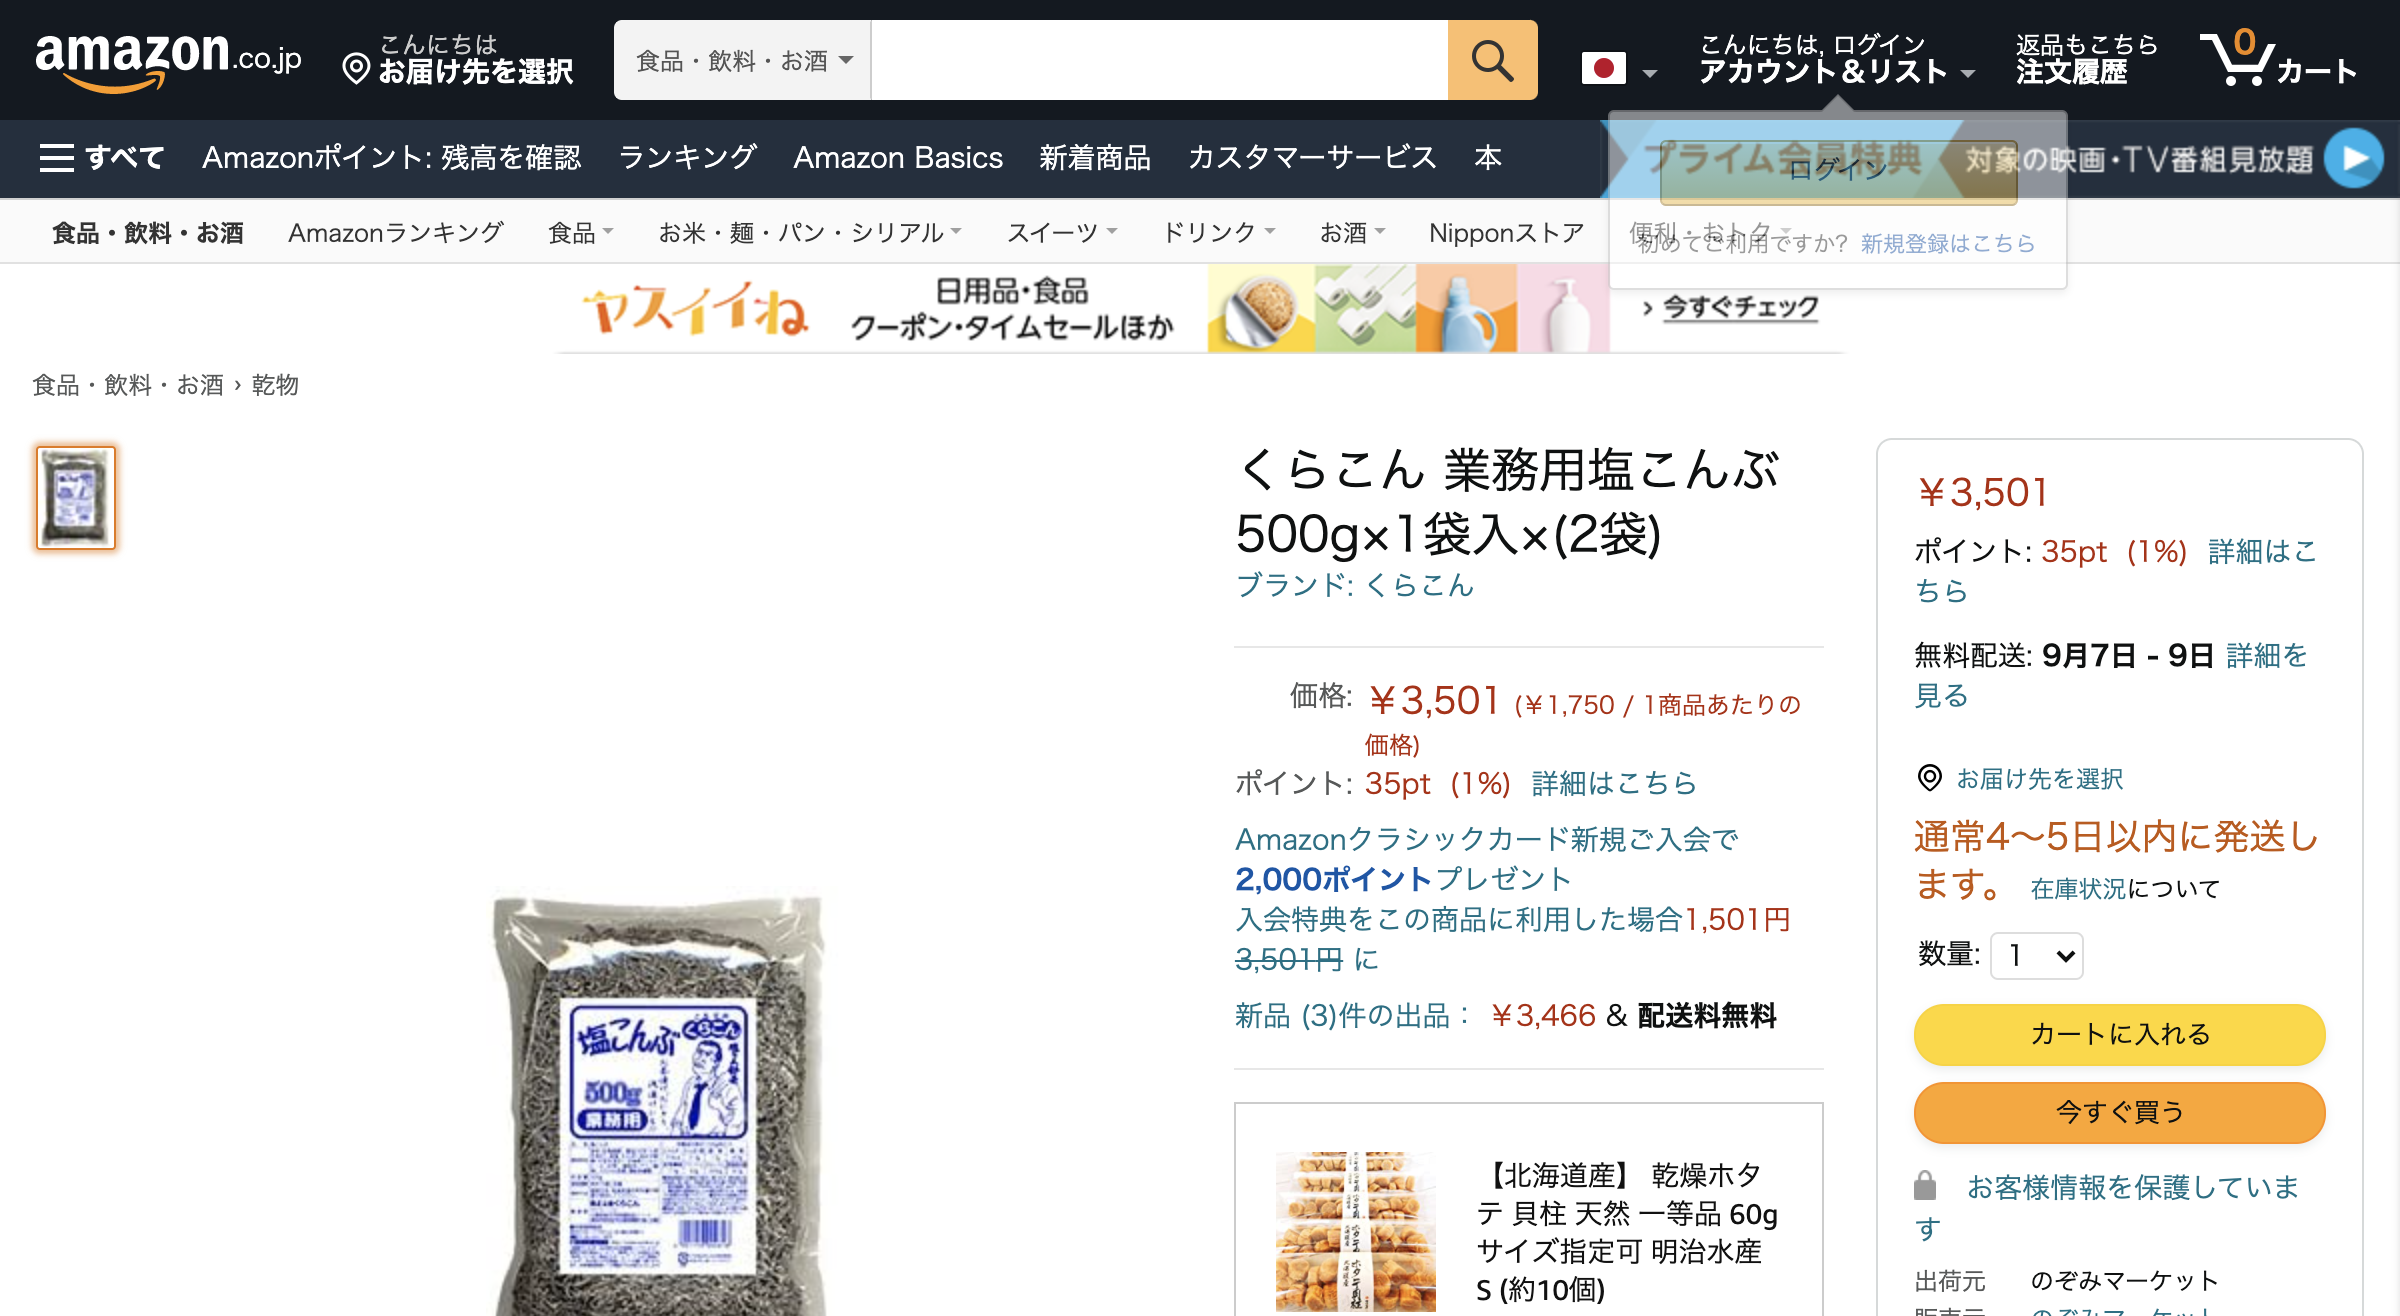 amazon.co.jp
こんにちは
お届け先を選択
食品・飲料・お酒
こんにちは, ログイン
アカウント＆リスト
返品もこちら
注文履歴
0
カート
すべて
Amazonポイント: 残高を確認
ランキング
Amazon Basics
新着商品
カスタマーサービス
本
プライム会員特典
対象の映画・TV番組見放題
ログイン
初めてご利用ですか? 新規登録はこちら
食品・飲料・お酒
Amazonランキング
食品
お米・麺・パン・シリアル
スイーツ
ドリンク
お酒
Nipponストア
便利・おトク
ヤスイイね
日用品・食品
クーポン・タイムセールほか
› 今すぐチェック
食品・飲料・お酒 › 乾物
くらこん 業務用塩こんぶ
500g×1袋入×(2袋)
ブランド: くらこん
価格: ￥3,501 (￥1,750 / 1商品あたりの
価格)
ポイント: 35pt (1%) 詳細はこちら
Amazonクラシックカード新規ご入会で
2,000ポイントプレゼント
入会特典をこの商品に利用した場合1,501円
3,501円 に
新品 (3)件の出品： ￥3,466 & 配送料無料
【北海道産】 乾燥ホタ
テ 貝柱 天然 一等品 60g
サイズ指定可 明治水産
S (約10個)
￥3,501
ポイント: 35pt (1%) 詳細はこ
ちら
無料配送: 9月7日 - 9日 詳細を
見る
お届け先を選択
通常4〜5日以内に発送し
ます。 在庫状況について
数量: 1
カートに入れる
今すぐ買う
お客様情報を保護していま
す
出荷元 のぞみマーケット
販売元 のぞみマーケット
塩こんぶ
くらこん
500g
業務用